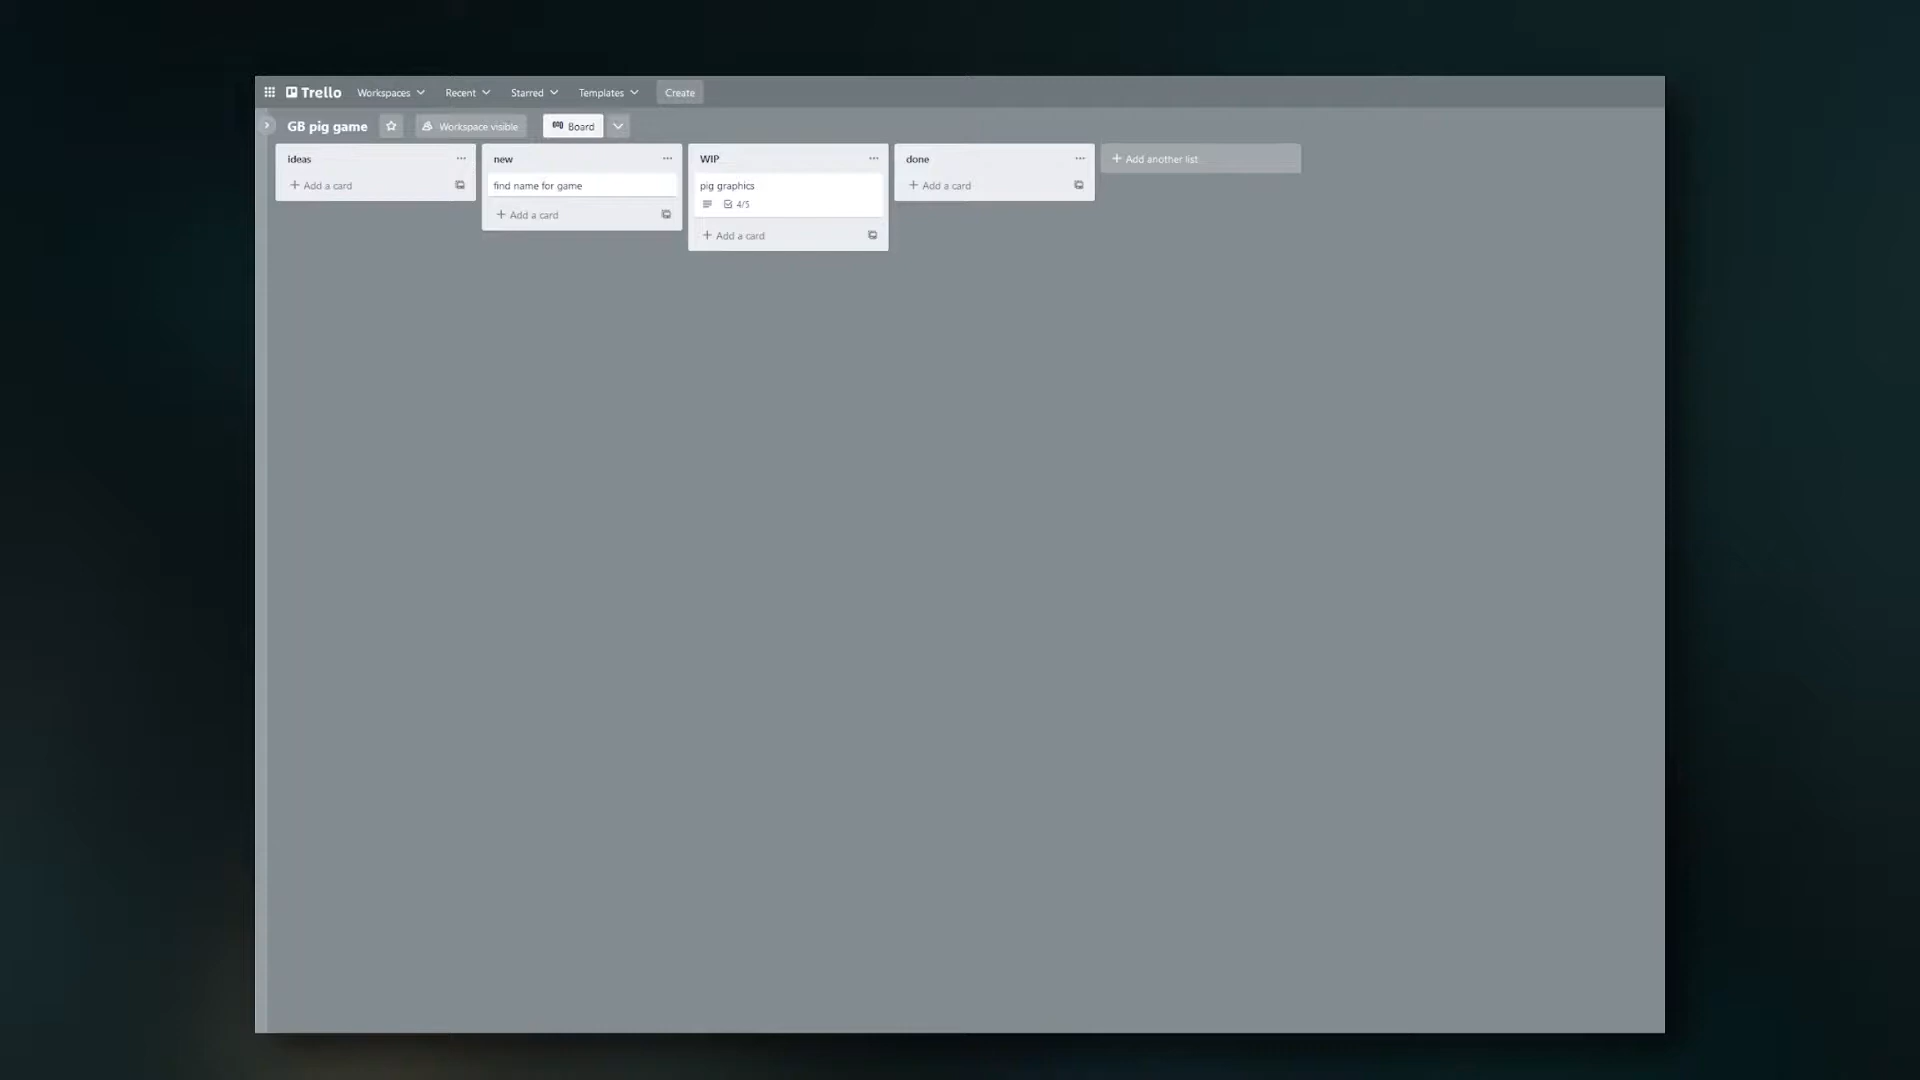 Trello Workspaces Recent Starred Templates Create
GB pig game Workspace visible Board
ideas
+ Add a card
new
find name for game
+ Add a card
WIP
pig graphics
4/5
+ Add a card
done
+ Add a card
+ Add another list